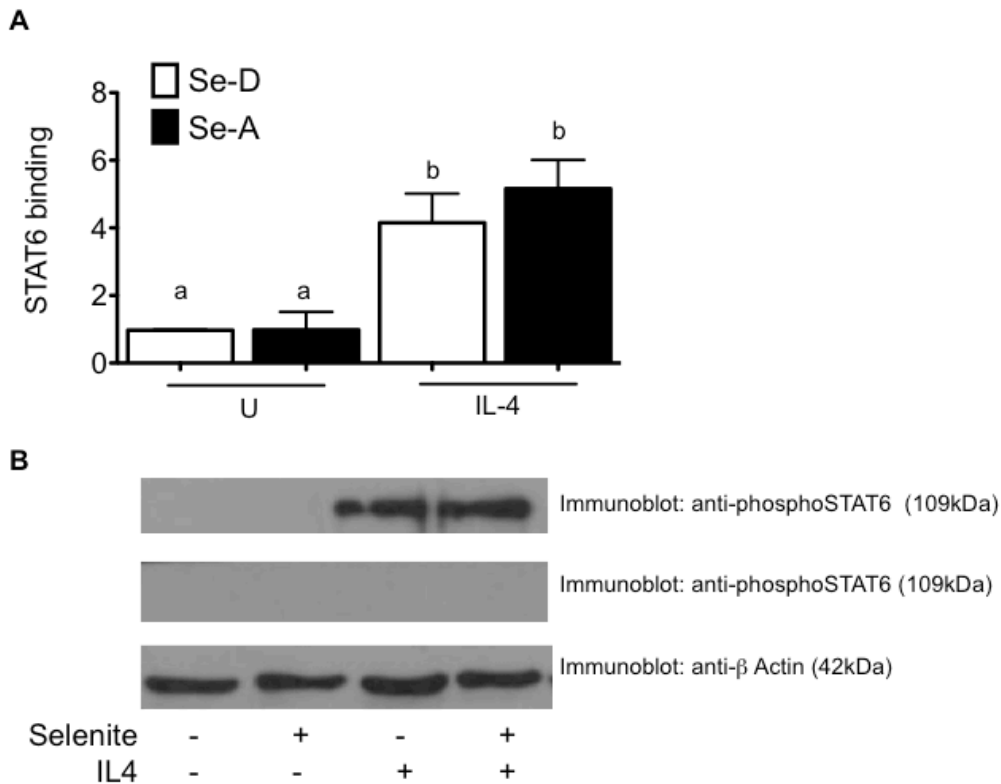 A
Se-D
Se-A
STAT6 binding
8
6
4
2
0
a
a
b
b
U
IL-4
B
Immunoblot: anti-phosphoSTAT6 (109kDa)
Immunoblot: anti-phosphoSTAT6 (109kDa)
Immunoblot: anti-β Actin (42kDa)
Selenite - + - +
IL4 - - + +